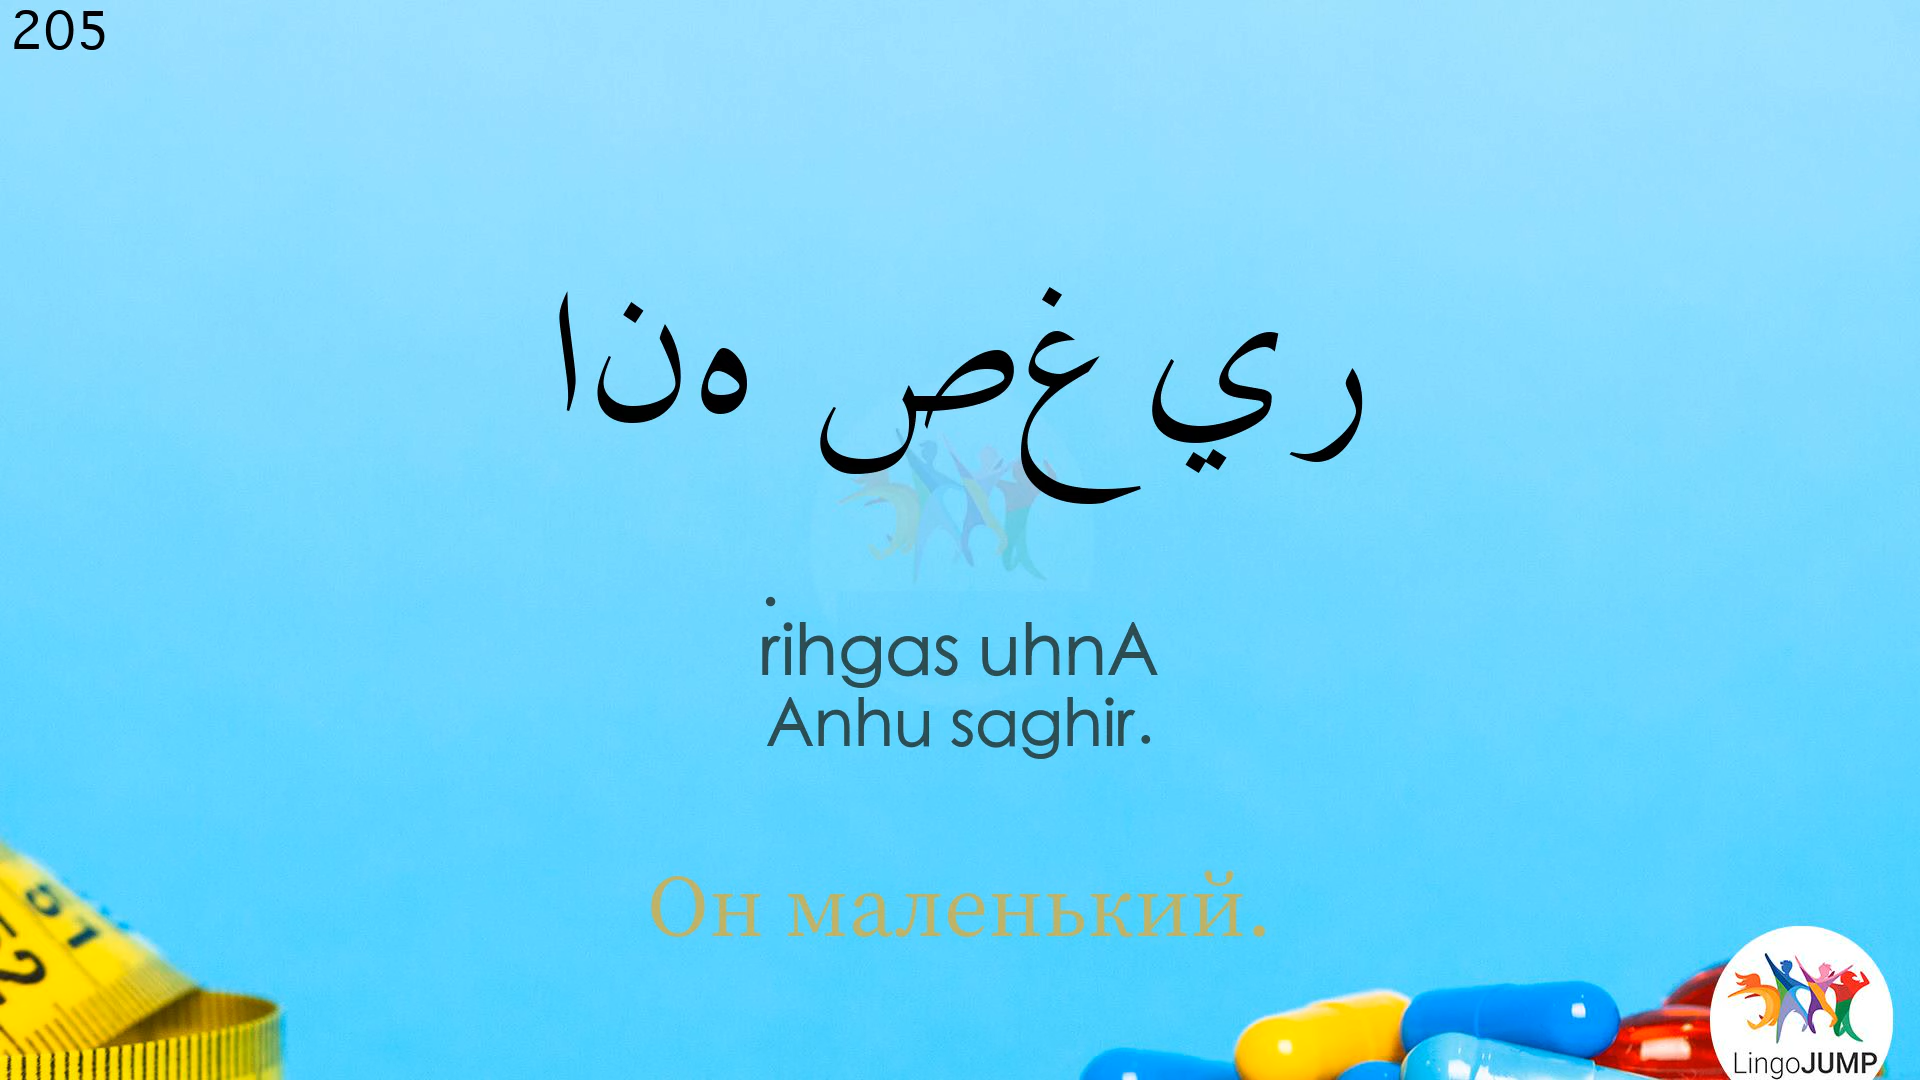 205
انه صغير
.
rihgas uhnA
Anhu saghir.
Он маленький.
LingoJUMP